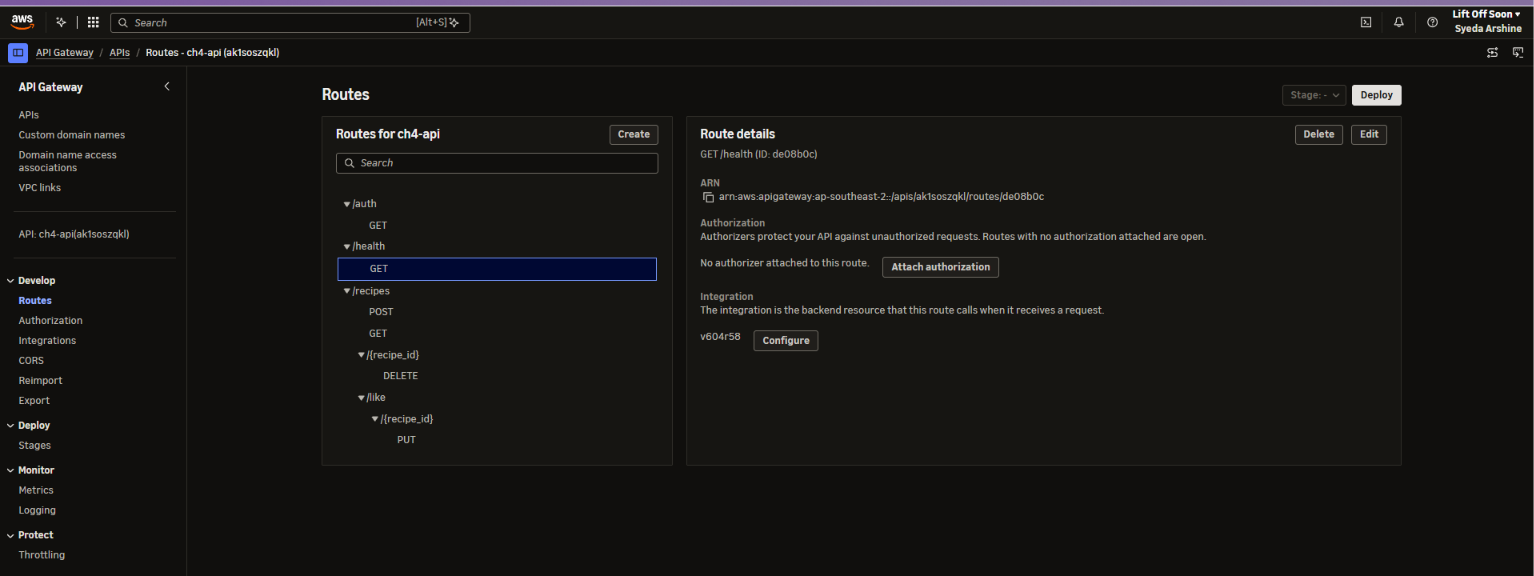 aws
Search
[Alt+S]
Lift Off Soon
Syeda Arshine
API Gateway / APIs / Routes - ch4-api (ak1soszqkl)
API Gateway
APIs
Custom domain names
Domain name access
associations
VPC links
API: ch4-api(ak1soszqkl)
Develop
Routes
Authorization
Integrations
CORS
Reimport
Export
Deploy
Stages
Monitor
Metrics
Logging
Protect
Throttling
Routes
Stage: -
Deploy
Routes for ch4-api
Create
Search
/auth
GET
/health
GET
/recipes
POST
GET
/{recipe_id}
DELETE
/like
/{recipe_id}
PUT
Route details
Delete
Edit
GET /health (ID: de08b0c)
ARN
arn:aws:apigateway:ap-southeast-2::/apis/ak1soszqkl/routes/de08b0c
Authorization
Authorizers protect your API against unauthorized requests. Routes with no authorization attached are open.
No authorizer attached to this route.
Attach authorization
Integration
The integration is the backend resource that this route calls when it receives a request.
v604r58
Configure